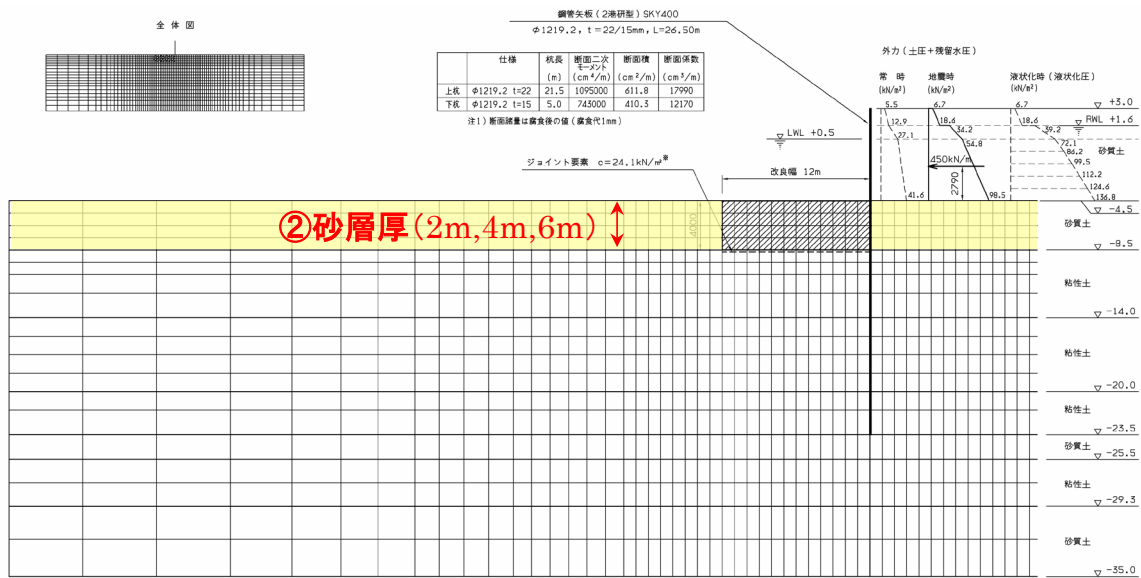 全体図
鋼管矢板(2港研型)SKY400
φ1219.2, t=22/15mm, L=26.50m
仕様 杭長 (m) 断面二次モーメント (cm⁴/m) 断面積 (cm²/m) 断面係数 (cm³/m)
上杭 φ1219.2 t=22 21.5 1095000 611.8 17990
下杭 φ1219.2 t=15 5.0 743000 410.3 12170
注1)断面諸量は腐食後の値(腐食代1mm)
外力(土圧+残留水圧)
常時 (kN/m²)
地震時 (kN/m²)
液状化時(液状化圧) (kN/m²)
5.5
12.9
27.1
41.6
6.7
18.6
34.2
54.8
98.5
450kN/m
2790
6.7
18.6
39.2
72.1
86.2
99.5
112.2
124.6
136.8
▽ LWL +0.5
ジョイント要素 c=24.1kN/m²※
改良幅 12m
4000
②砂層厚(2m,4m,6m)
▽ +3.0
▽ RWL +1.6
砂質土
▽ -4.5
砂質土
▽ -8.5
粘性土
▽ -14.0
粘性土
▽ -20.0
粘性土
▽ -23.5
砂質土
▽ -25.5
粘性土
▽ -29.3
砂質土
▽ -35.0